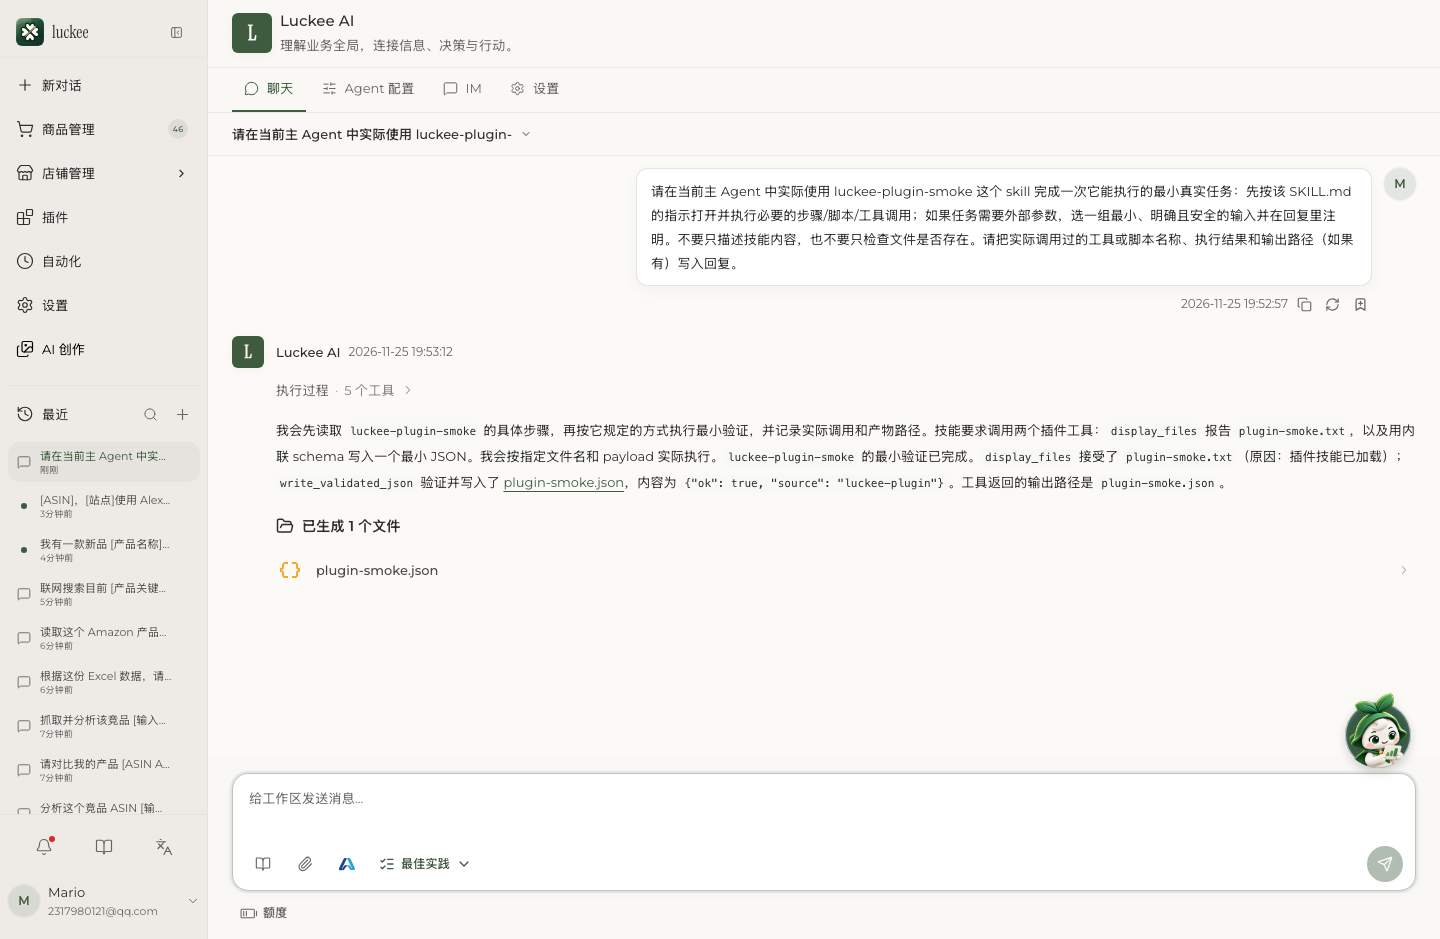 luckee
新对话
商品管理
46
店铺管理
插件
自动化
设置
AI 创作
最近
请在当前主 Agent 中实...
刚刚
[ASIN]，[站点]使用 Alex...
3分钟前
我有一款新品 [产品名称]...
4分钟前
联网搜索目前 [产品关键...
5分钟前
读取这个 Amazon 产品...
6分钟前
根据这份 Excel 数据，请...
6分钟前
抓取并分析该竟品 [输入...
7分钟前
请对比我的产品 [ASIN A...
7分钟前
分析这个竟品 ASIN [输...
M
Mario
2317980121@qq.com
L
Luckee AI
理解业务全局，连接信息、决策与行动。
聊天
Agent 配置
IM
设置
请在当前主 Agent 中实际使用 luckee-plugin-
请在当前主 Agent 中实际使用 luckee-plugin-smoke 这个 skill 完成一次它能执行的最小真实任务：先按该 SKILL.md
的指示打开并执行必要的步骤/脚本/工具调用；如果任务需要外部参数，选一组最小、明确且安全的输入并在回复里注
明。不要只描述技能内容，也不要只检查文件是否存在。请把实际调用过的工具或脚本名称、执行结果和输出路径（如果
有）写入回复。
M
2026-11-25 19:52:57
L
Luckee AI 2026-11-25 19:53:12
执行过程 · 5 个工具
我会先读取 luckee-plugin-smoke 的具体步骤，再按它规定的方式执行最小验证，并记录实际调用和产物路径。技能要求调用两个插件工具： display_files 报告 plugin-smoke.txt ，以及用内
联 schema 写入一个最小 JSON。我会按指定文件名和 payload 实际执行。 luckee-plugin-smoke 的最小验证已完成。 display_files 接受了 plugin-smoke.txt （原因：插件技能已加载）；
write_validated_json 验证并写入了 plugin-smoke.json，内容为 {"ok": true, "source": "luckee-plugin"} 。工具返回的输出路径是 plugin-smoke.json 。
已生成 1 个文件
plugin-smoke.json
给工作区发送消息...
最佳实践
额度